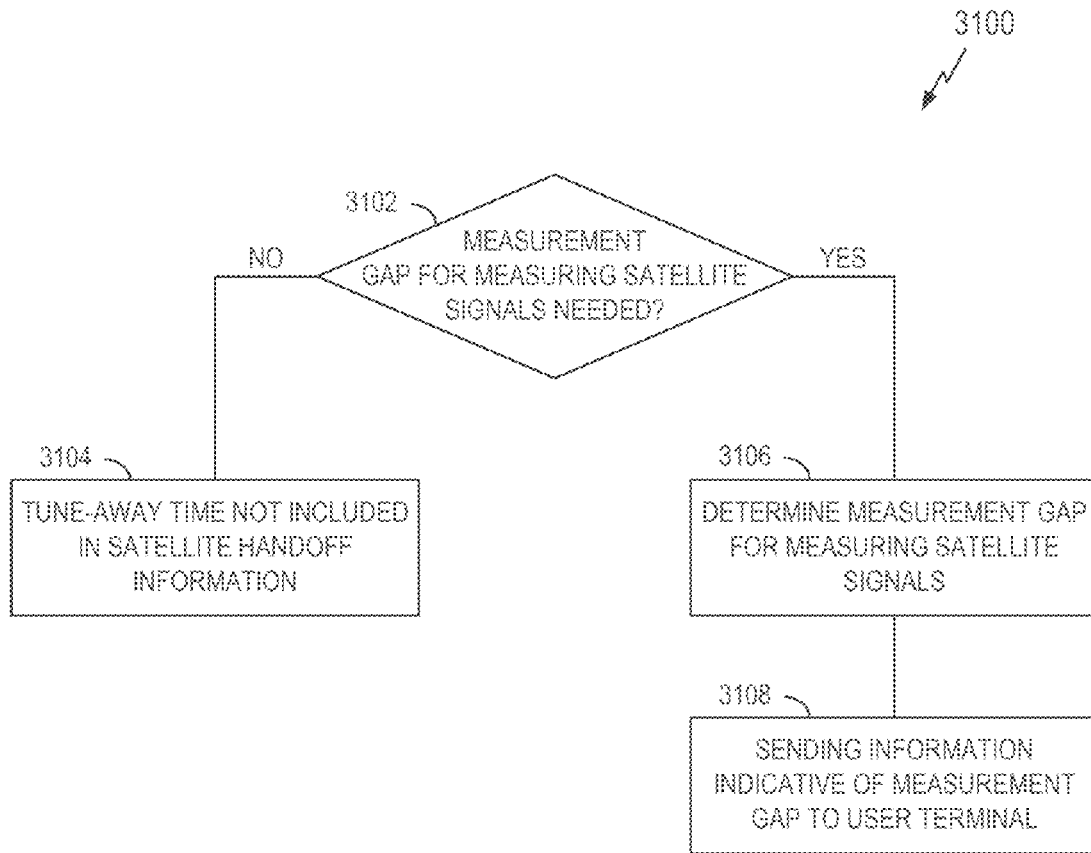 3100
3102
MEASUREMENT
GAP FOR MEASURING SATELLITE
SIGNALS NEEDED?
NO
YES
3104
TUNE-AWAY TIME NOT INCLUDED
IN SATELLITE HANDOFF
INFORMATION
3106
DETERMINE MEASUREMENT GAP
FOR MEASURING SATELLITE
SIGNALS
3108
SENDING INFORMATION
INDICATIVE OF MEASUREMENT
GAP TO USER TERMINAL